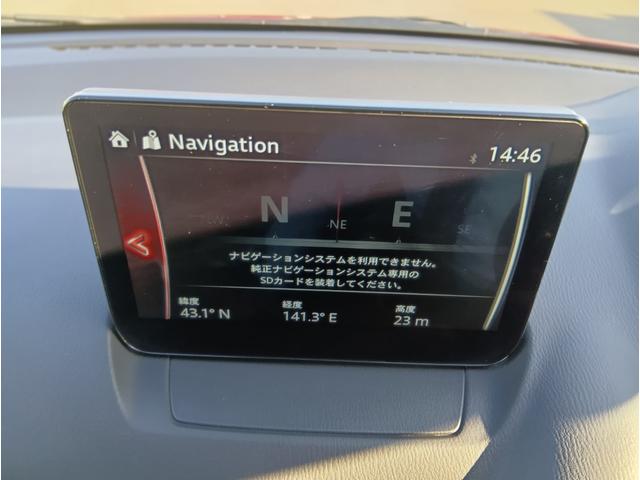 Navigation
14:46
N NE E SE
ナビゲーションシステムを利用できません。
純正ナビゲーションシステム専用の
SDカードを装着してください。
緯度 経度 高度
43.1° N 141.3° E 23 m